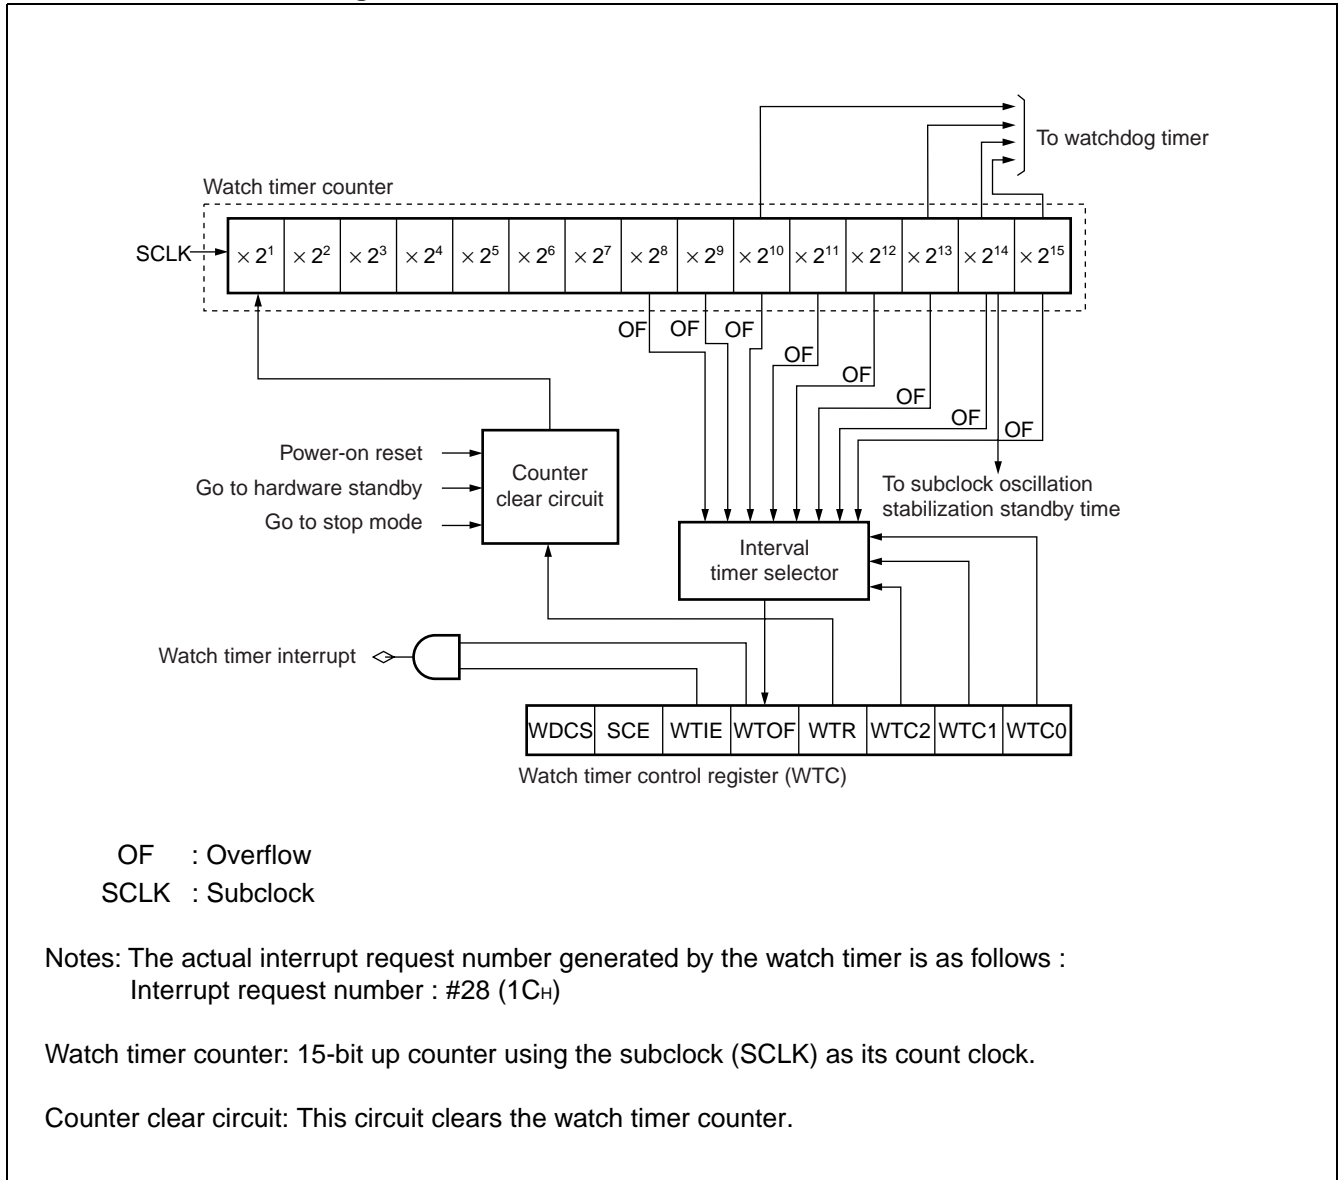 To watchdog timer
Watch timer counter
SCLK
× 2¹ × 2² × 2³ × 2⁴ × 2⁵ × 2⁶ × 2⁷ × 2⁸ × 2⁹ × 2¹⁰ × 2¹¹ × 2¹² × 2¹³ × 2¹⁴ × 2¹⁵
OF OF OF
OF
OF
OF
OF
OF
Power-on reset
Go to hardware standby
Go to stop mode
Counter
clear circuit
To subclock oscillation
stabilization standby time
Interval
timer selector
Watch timer interrupt
WDCS SCE WTIE WTOF WTR WTC2 WTC1 WTC0
Watch timer control register (WTC)
OF : Overflow
SCLK : Subclock
Notes: The actual interrupt request number generated by the watch timer is as follows :
Interrupt request number : #28 (1CH)
Watch timer counter: 15-bit up counter using the subclock (SCLK) as its count clock.
Counter clear circuit: This circuit clears the watch timer counter.